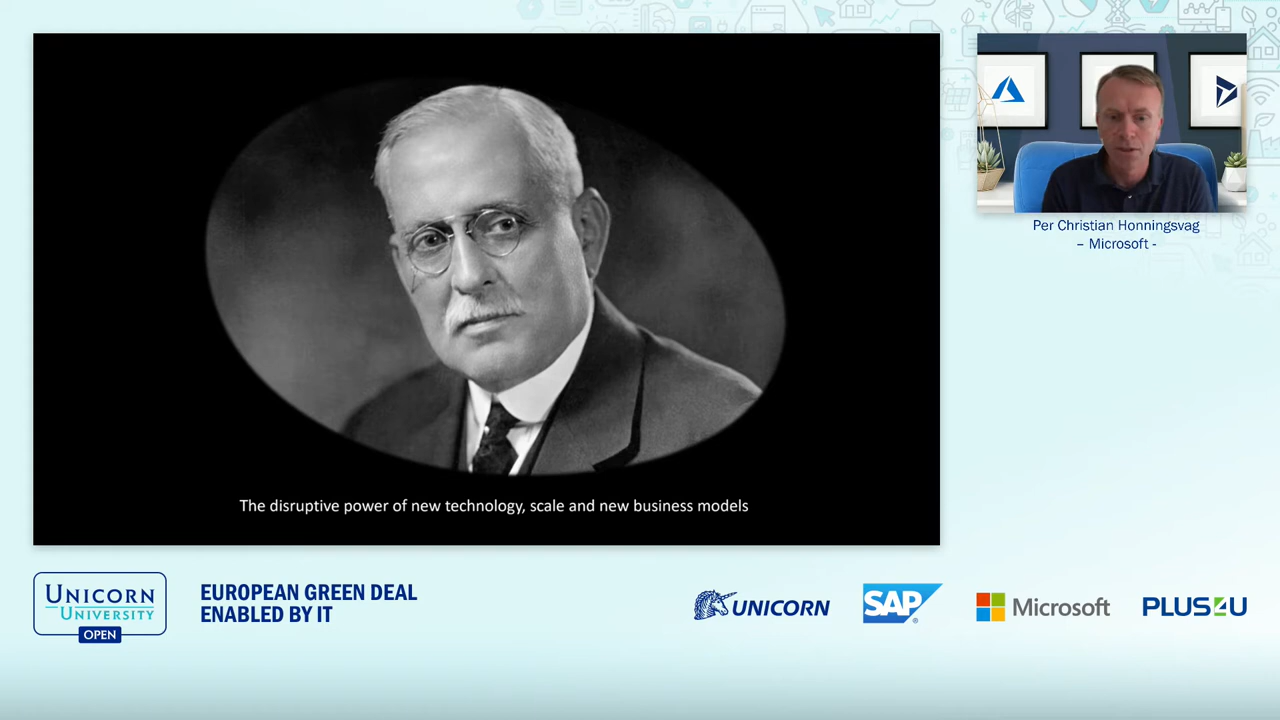 The disruptive power of new technology, scale and new business models
Per Christian Honningsvag
– Microsoft -
UNICORN
UNIVERSITY
OPEN
EUROPEAN GREEN DEAL
ENABLED BY IT
UNICORN
SAP®
Microsoft
PLUS4U